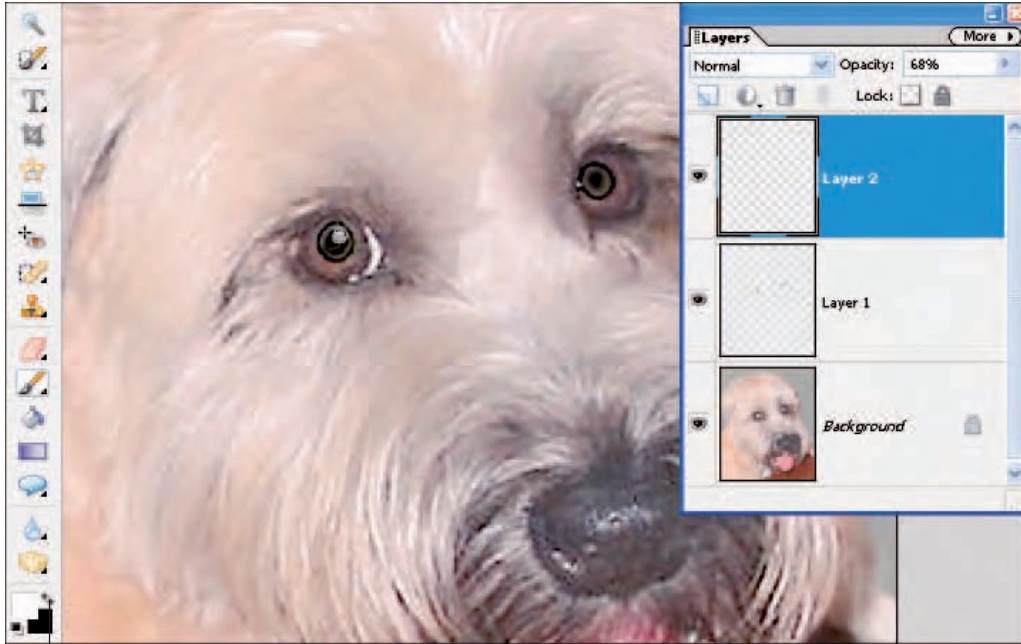 Layers
More
Normal
Opacity: 68%
Lock:
Layer 2
Layer 1
Background